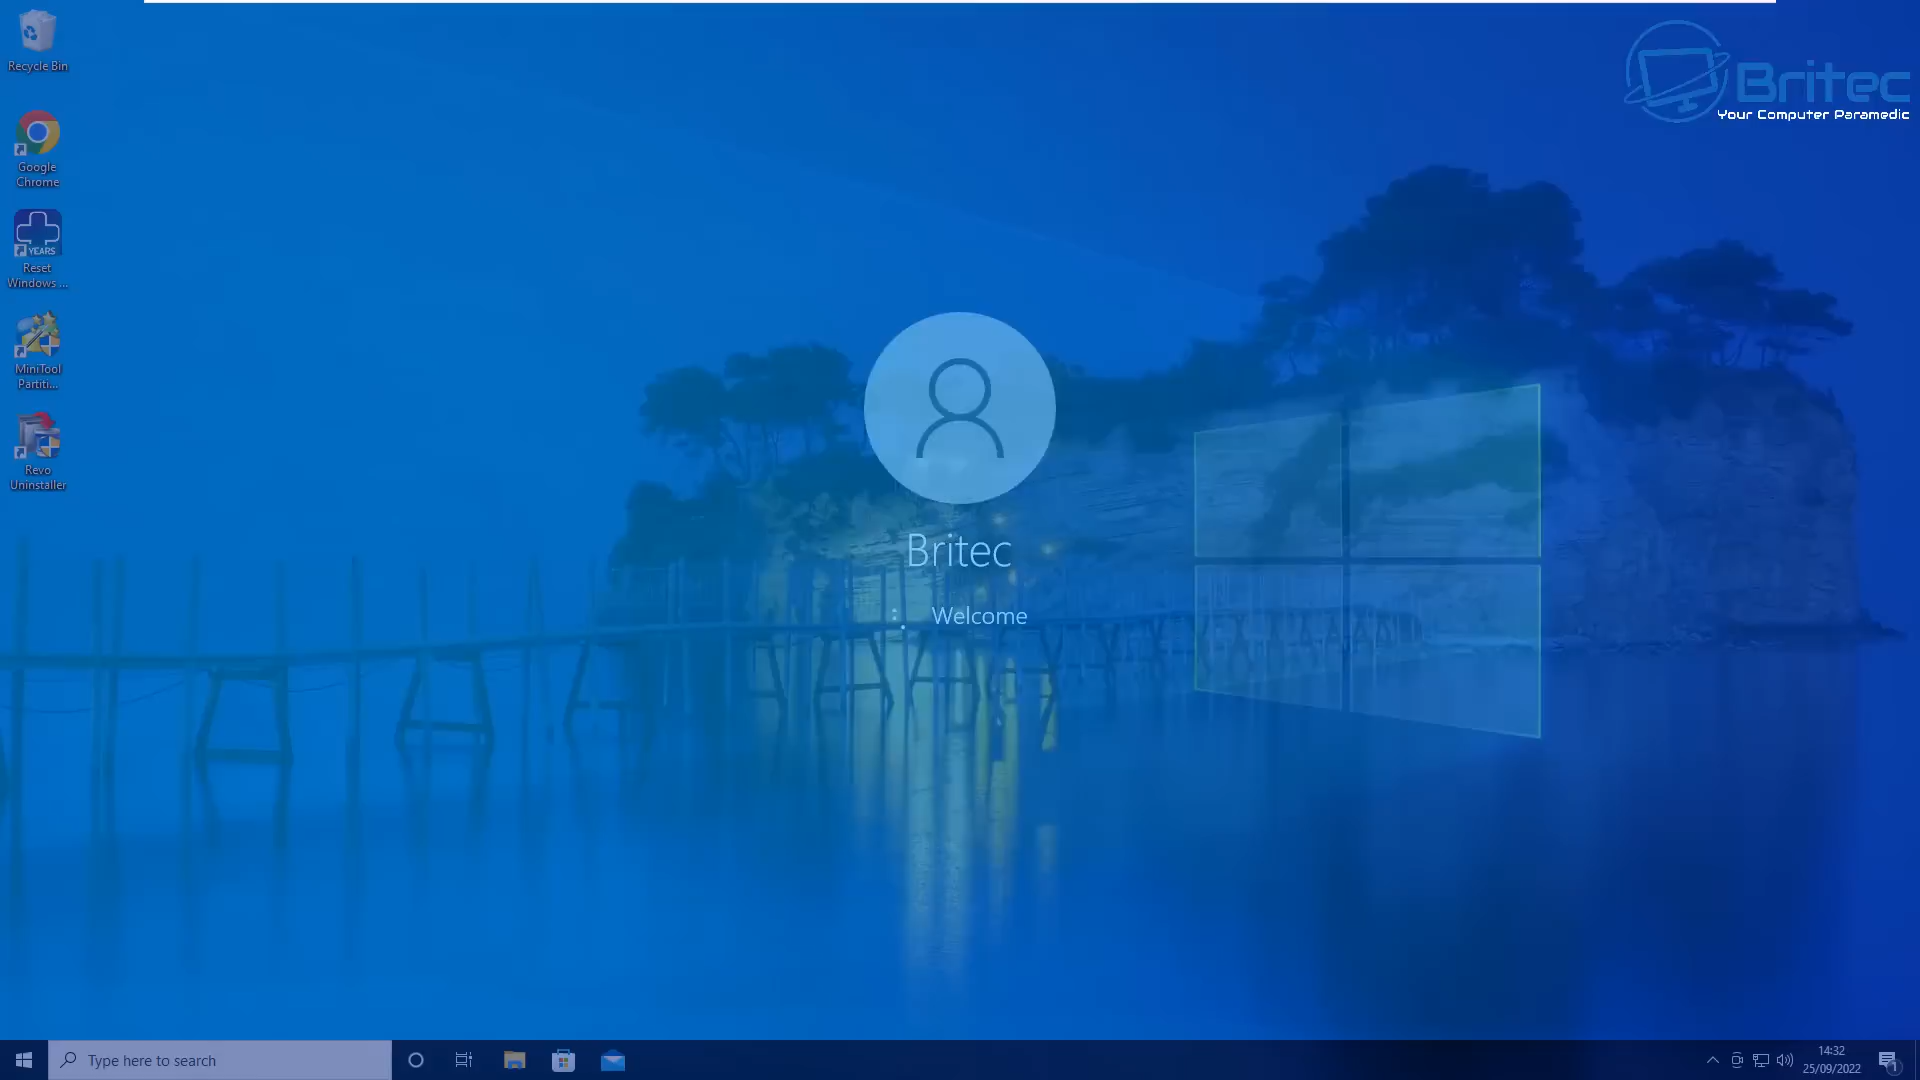 Recycle Bin
Google
Chrome
YEARS
Reset
Windows ...
MiniTool
Partiti...
Revo
Uninstaller
Britec
Your Computer Paramedic
Britec
Welcome
Type here to search
14:32
25/09/2022
1